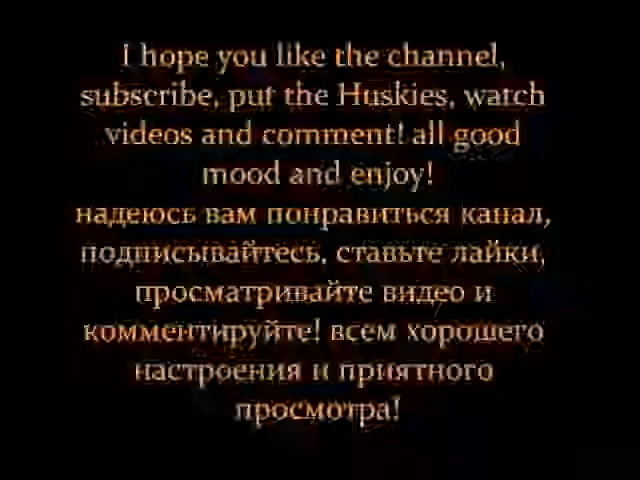 I hope you like the channel,
subscribe, put the Huskies, watch
videos and comment! all good
mood and enjoy!
надеюсь вам понравиться канал,
подписывайтесь, ставьте лайки,
просматривайте видео и
комментируйте! всем хорошего
настроения и приятного
просмотра!